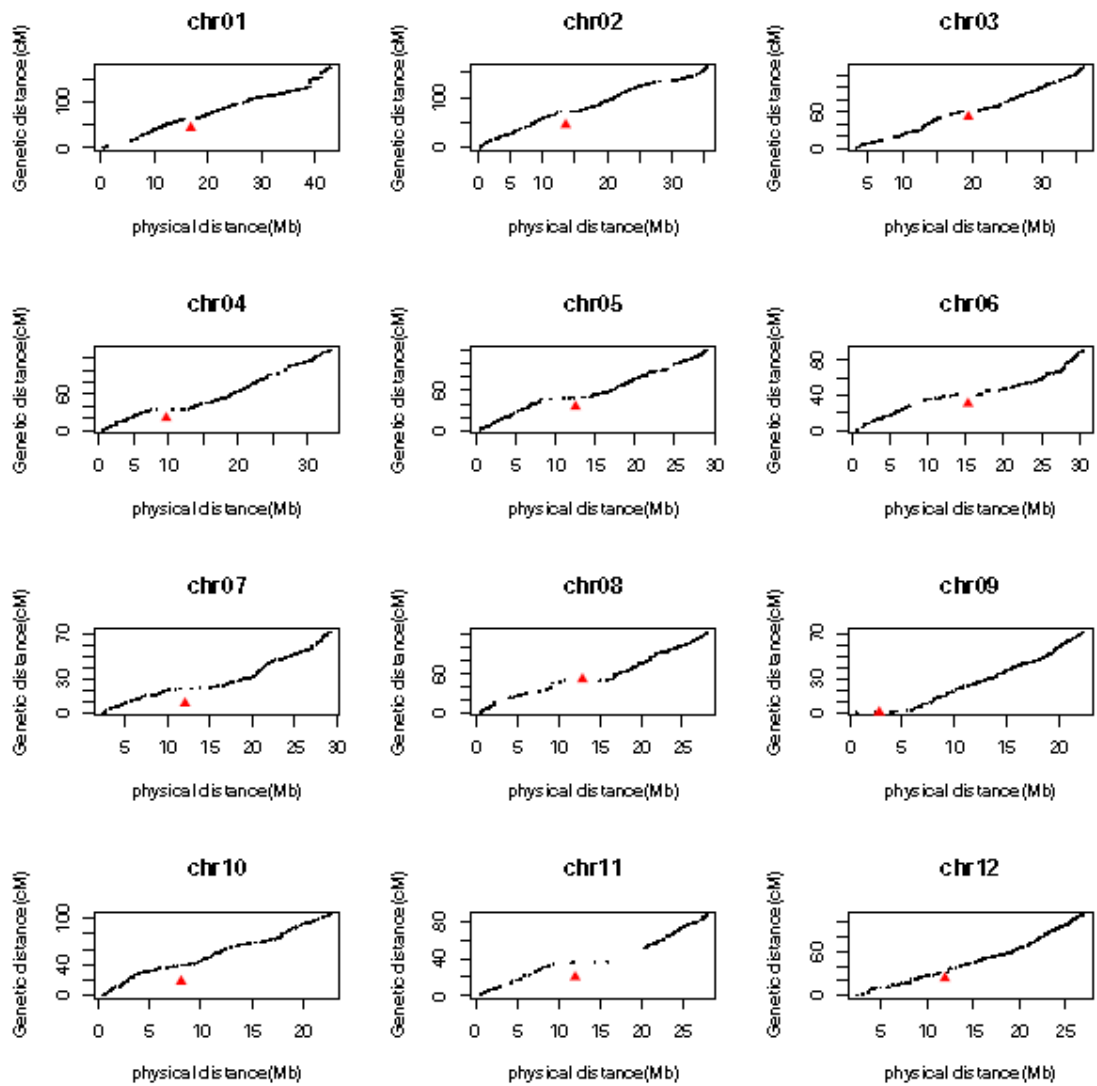 chr01 chr02 chr03
Genetic distance(cM) Genetic distance(cM) Genetic distance(cM)
100 100 80
0 0 0
0 10 20 30 40 0 5 10 15 20 25 35 5 10 20 30
physical distance(Mb) physical distance(Mb) physical distance(Mb)
chr04 chr05 chr06
Genetic distance(cM) Genetic distance(cM) Genetic distance(cM)
80 80 80
40
0 0 0
0 5 10 15 20 25 30 0 5 10 15 20 25 30 0 5 10 15 20 25 30
physical distance(Mb) physical distance(Mb) physical distance(Mb)
chr07 chr08 chr09
Genetic distance(cM) Genetic distance(cM) Genetic distance(cM)
70 60 70
30 30
0 0 0
5 10 15 20 25 30 0 5 10 15 20 25 0 5 10 15 20
physical distance(Mb) physical distance(Mb) physical distance(Mb)
chr10 chr11 chr12
Genetic distance(cM) Genetic distance(cM) Genetic distance(cM)
100 80 60
40 40
0 0 0
0 5 10 15 20 0 5 10 15 20 25 5 10 15 20 25
physical distance(Mb) physical distance(Mb) physical distance(Mb)